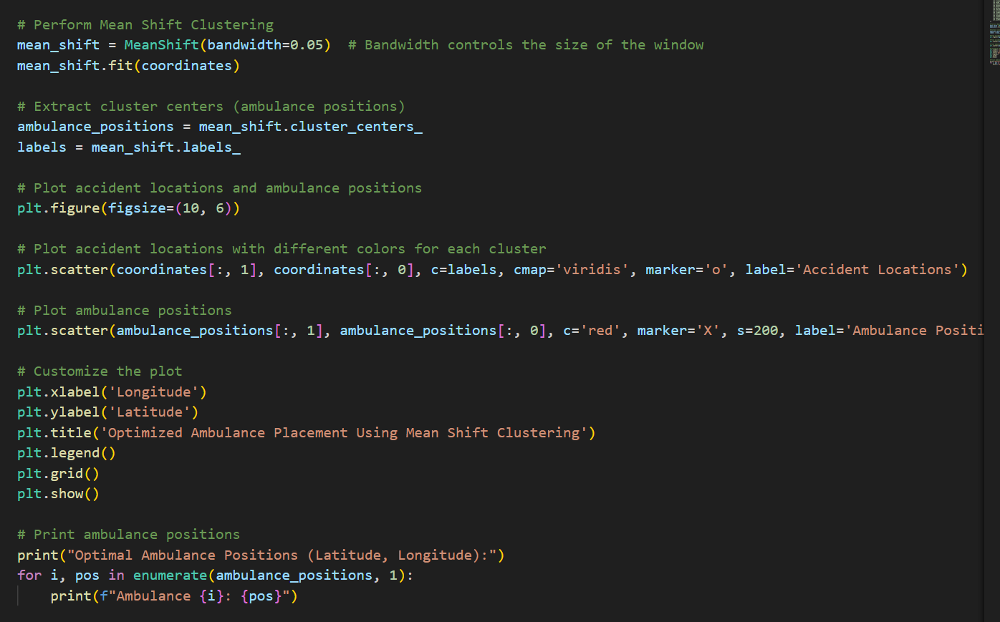 # Perform Mean Shift Clustering
mean_shift = MeanShift(bandwidth=0.05)  # Bandwidth controls the size of the window
mean_shift.fit(coordinates)

# Extract cluster centers (ambulance positions)
ambulance_positions = mean_shift.cluster_centers_
labels = mean_shift.labels_

# Plot accident locations and ambulance positions
plt.figure(figsize=(10, 6))

# Plot accident locations with different colors for each cluster
plt.scatter(coordinates[:, 1], coordinates[:, 0], c=labels, cmap='viridis', marker='o', label='Accident Locations')

# Plot ambulance positions
plt.scatter(ambulance_positions[:, 1], ambulance_positions[:, 0], c='red', marker='X', s=200, label='Ambulance Positi

# Customize the plot
plt.xlabel('Longitude')
plt.ylabel('Latitude')
plt.title('Optimized Ambulance Placement Using Mean Shift Clustering')
plt.legend()
plt.grid()
plt.show()

# Print ambulance positions
print("Optimal Ambulance Positions (Latitude, Longitude):")
for i, pos in enumerate(ambulance_positions, 1):
    print(f"Ambulance {i}: {pos}")